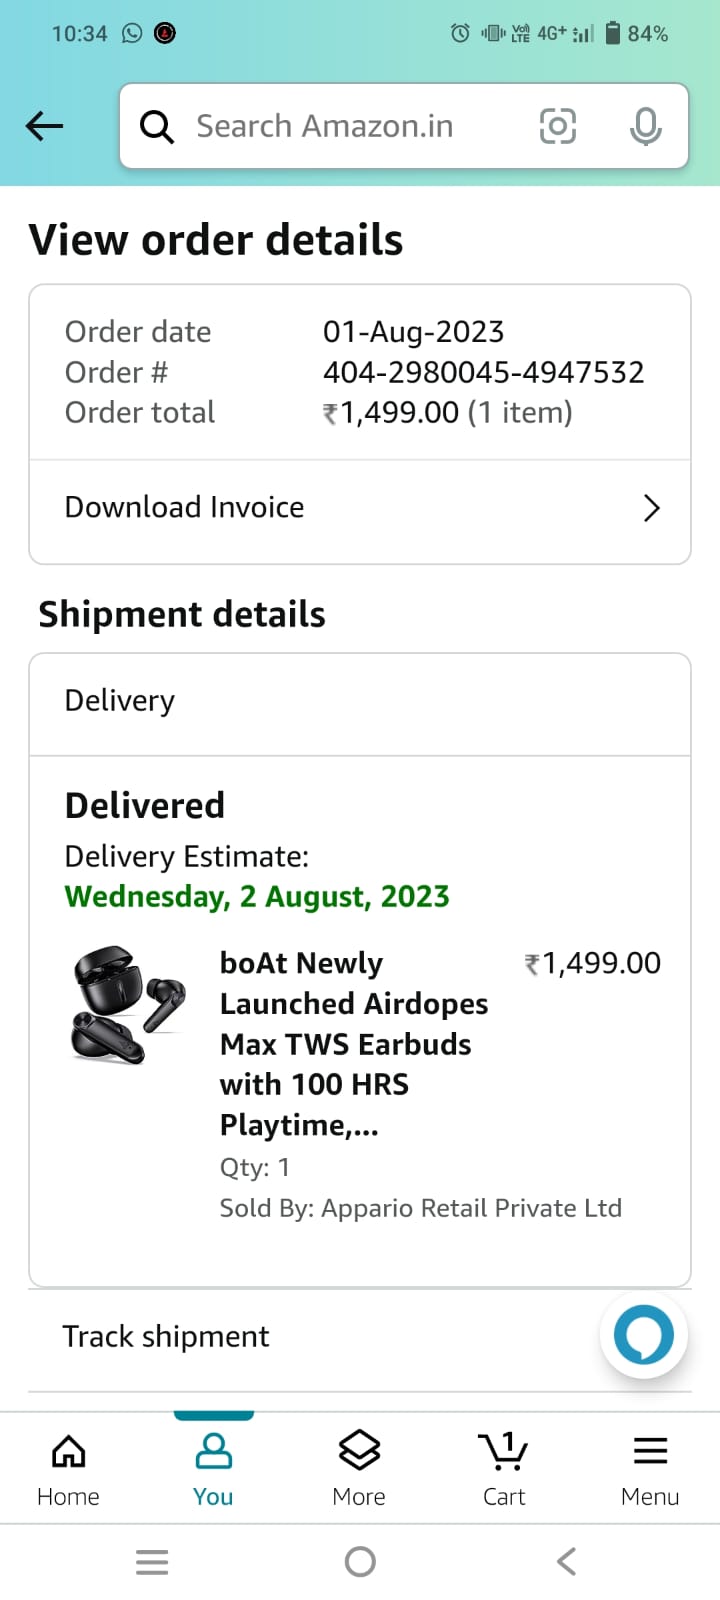 10:34 Vo) LTE 4G+ 84%
Search Amazon.in
View order details
Order date 01-Aug-2023
Order # 404-2980045-4947532
Order total ₹1,499.00 (1 item)
Download Invoice
Shipment details
Delivery
Delivered
Delivery Estimate:
Wednesday, 2 August, 2023
boAt Newly ₹1,499.00
Launched Airdopes
Max TWS Earbuds
with 100 HRS
Playtime,...
Qty: 1
Sold By: Appario Retail Private Ltd
Track shipment
1
Home You More Cart Menu